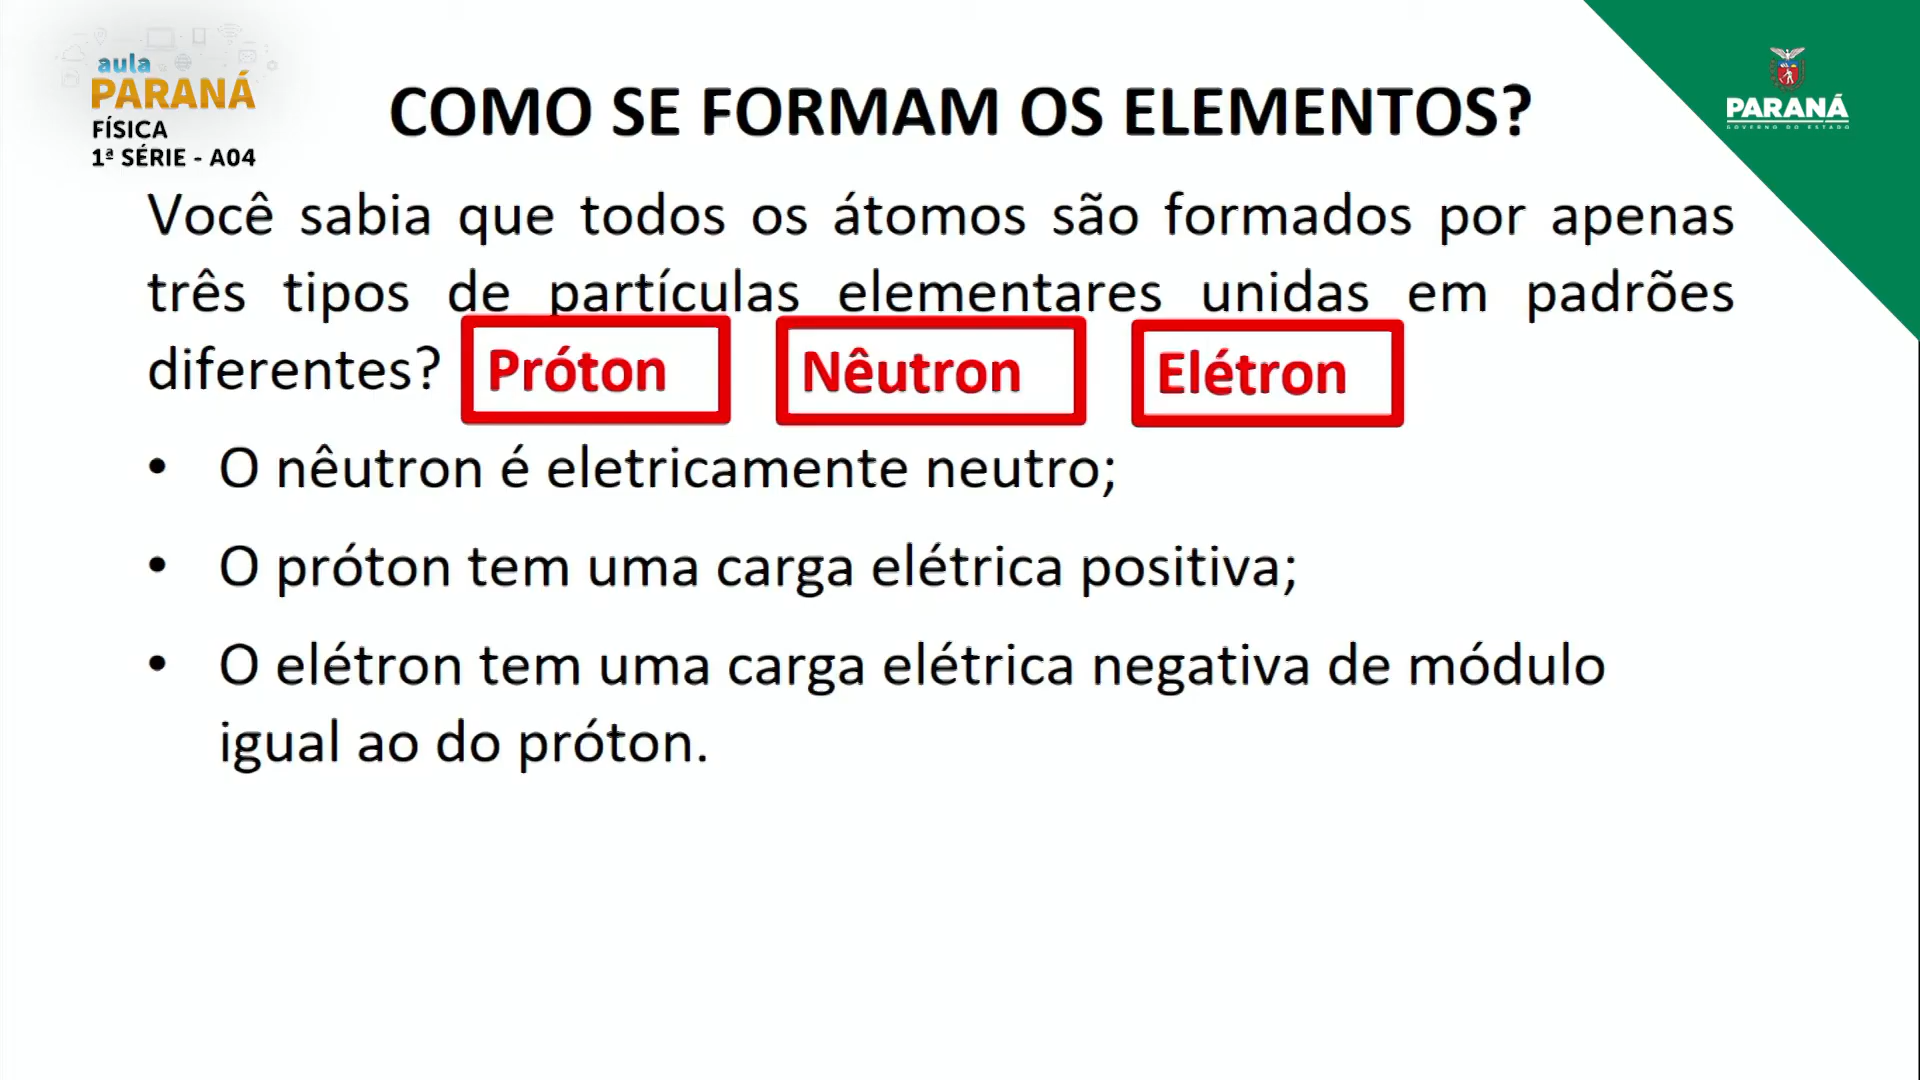 aula
PARANÁ
FÍSICA
1ª SÉRIE - A04
PARANÁ
GOVERNO DO ESTADO
COMO SE FORMAM OS ELEMENTOS?
Você sabia que todos os átomos são formados por apenas
três tipos de partículas elementares unidas em padrões
diferentes? Próton Nêutron Elétron
• O nêutron é eletricamente neutro;
• O próton tem uma carga elétrica positiva;
• O elétron tem uma carga elétrica negativa de módulo
igual ao do próton.